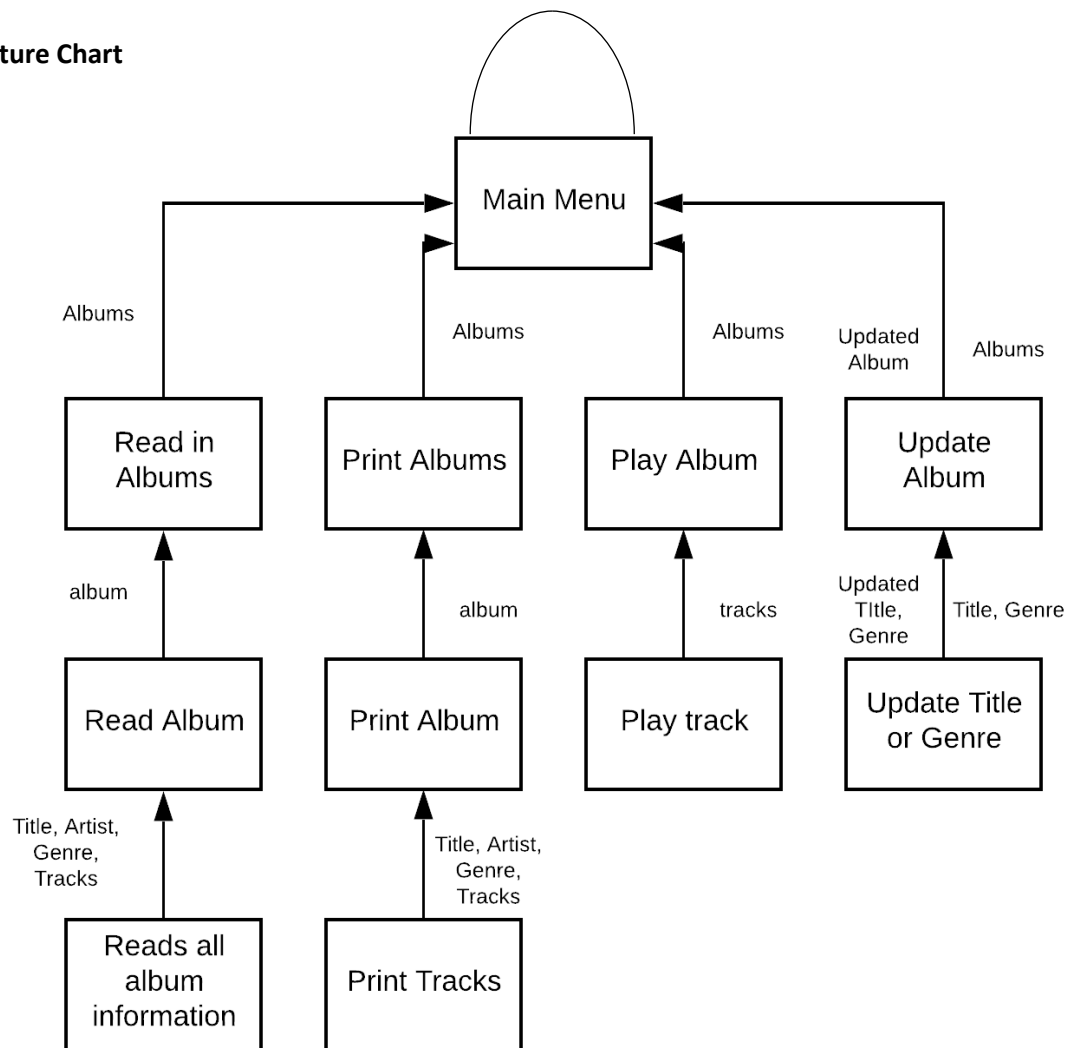 ture Chart
Main Menu
Albums
Albums
Albums
Updated
Album
Albums
Read in
Albums
Print Albums
Play Album
Update
Album
album
album
tracks
Updated
TItle,
Genre
Title, Genre
Read Album
Print Album
Play track
Update Title
or Genre
Title, Artist,
Genre,
Tracks
Title, Artist,
Genre,
Tracks
Reads all
album
information
Print Tracks